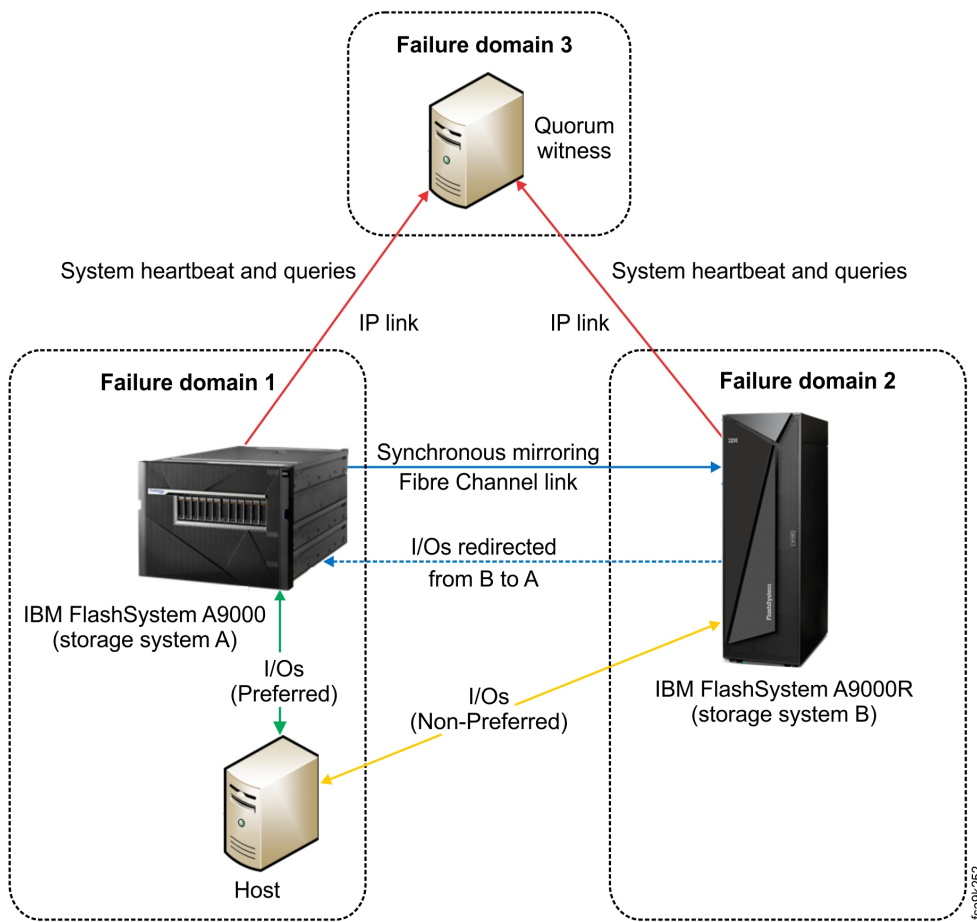 Failure domain 3
Quorum
witness
System heartbeat and queries
System heartbeat and queries
IP link
IP link
Failure domain 1
Failure domain 2
Synchronous mirroring
Fibre Channel link
I/Os redirected
from B to A
IBM FlashSystem A9000
(storage system A)
I/Os
(Preferred)
I/Os
(Non-Preferred)
IBM
FlashSystem
IBM FlashSystem A9000R
(storage system B)
Host